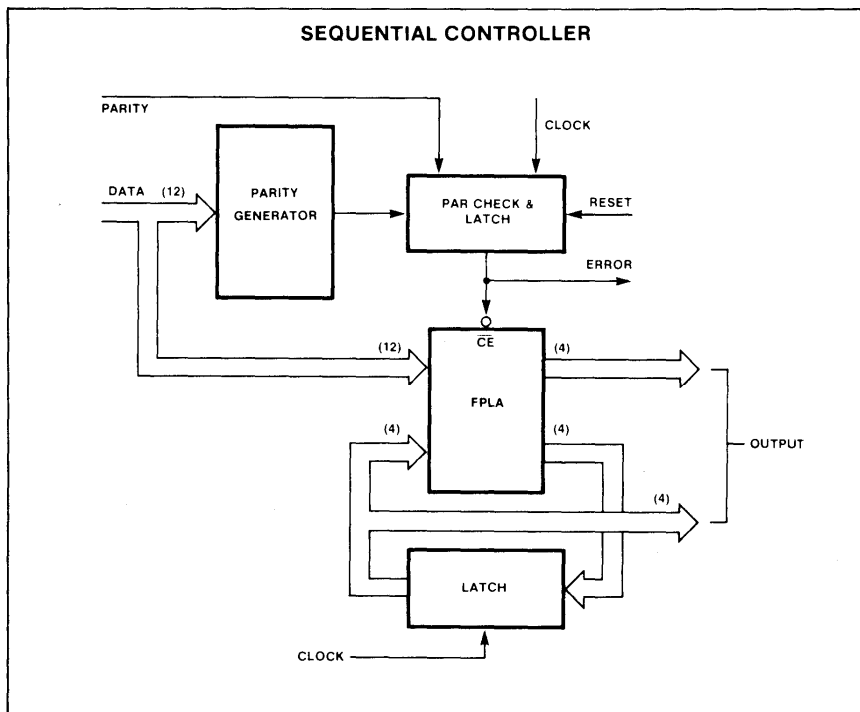 SEQUENTIAL CONTROLLER
PARITY
CLOCK
DATA (12)
PARITY
GENERATOR
PAR CHECK &
LATCH
RESET
ERROR
(12)
CE
(4)
FPLA
(4)
(4)
OUTPUT
(4)
LATCH
CLOCK